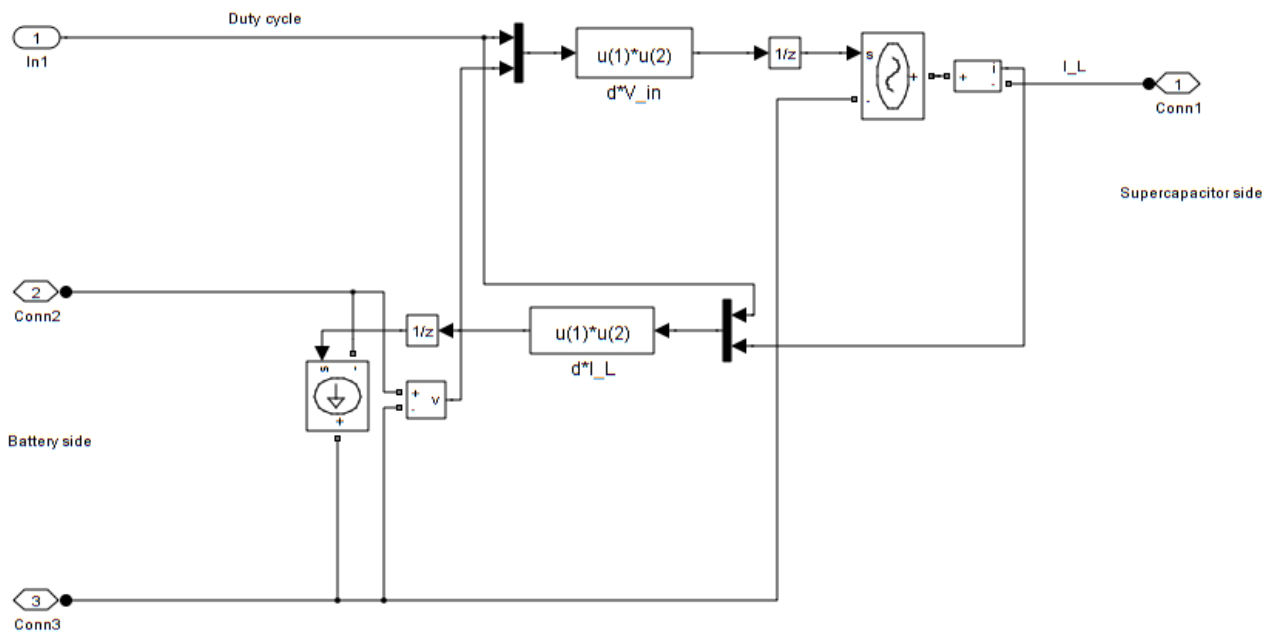 Duty cycle
1
In1
u(1)*u(2)
d*V_in
1/z
s
+
-
+
i
-
I_L
1
Conn1
Supercapacitor side
2
Conn2
1/z
u(1)*u(2)
d*I_L
s
-
+
+
-
v
Battery side
3
Conn3